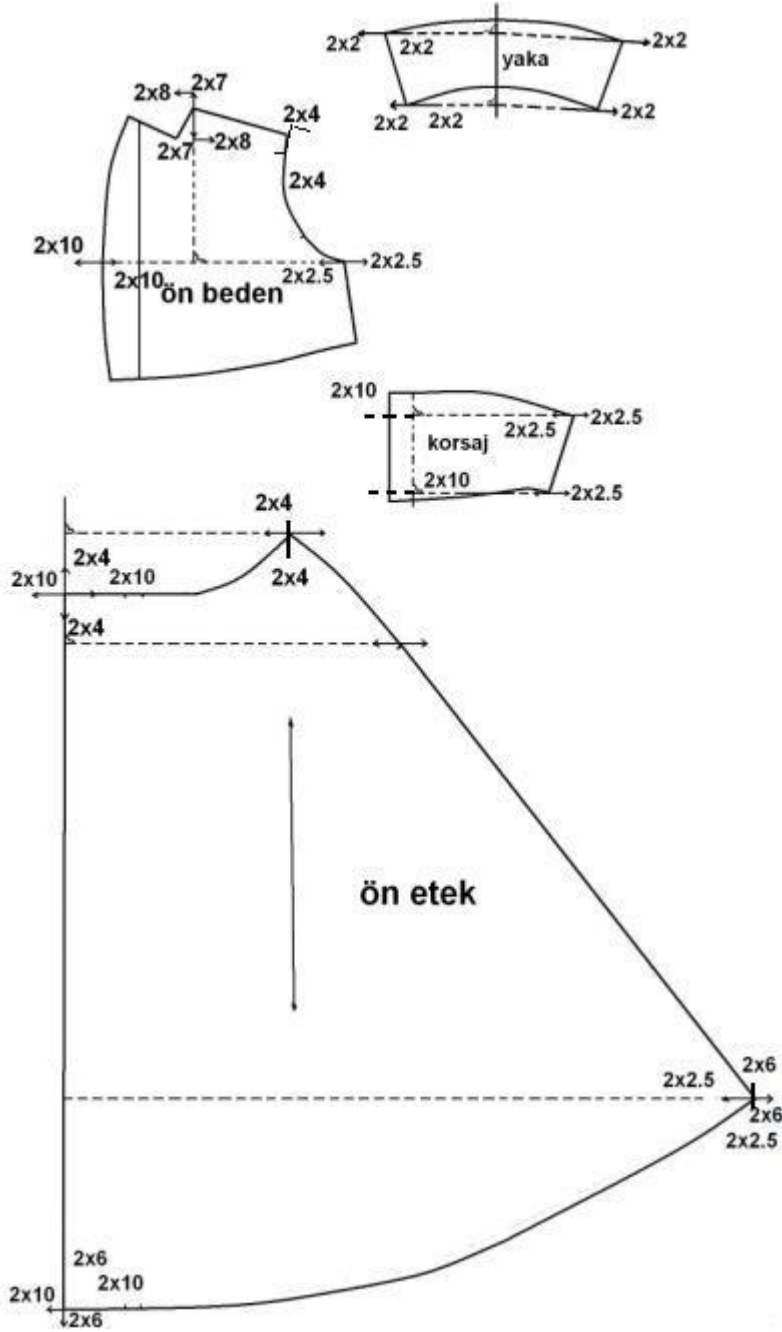 2x2 2x2 2x2
yaka
2x2 2x2 2x2
2x8 2x7 2x4
2x7 2x8
2x4
2x10 2x10 2x2.5 2x2.5
ön beden
2x10
2x2.5 2x2.5
korsaj
2x10 2x2.5
2x4
2x4 2x4
2x10 2x10
2x4
ön etek
2x6
2x2.5 2x6
2x2.5
2x6
2x10 2x10
2x6